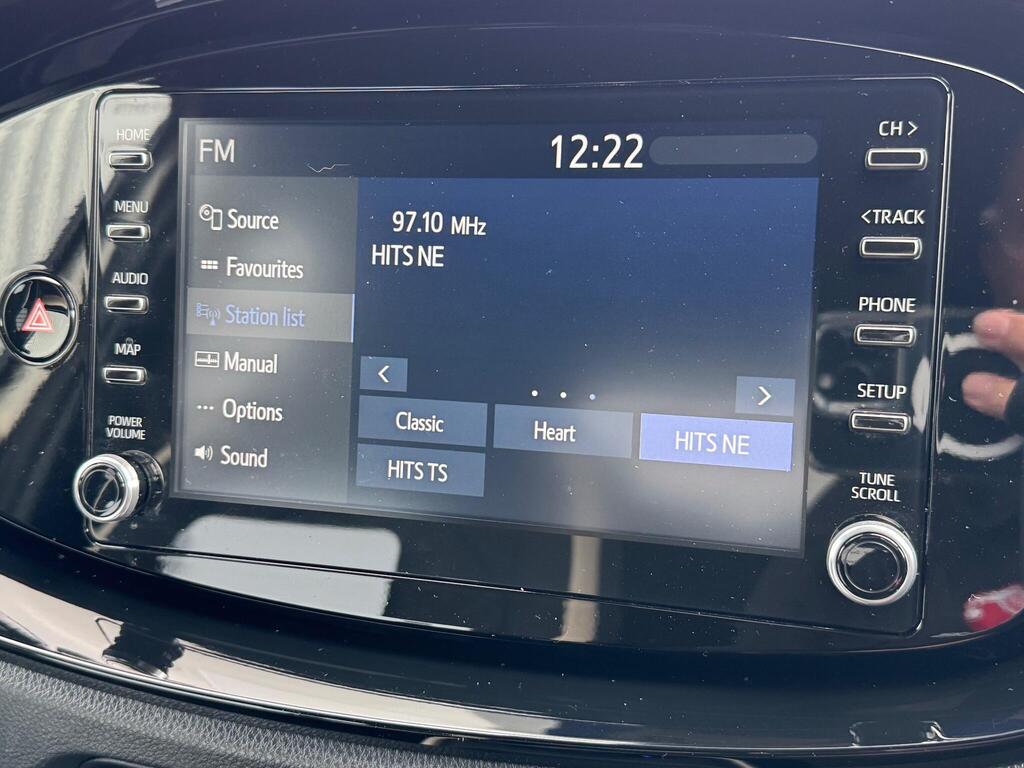 HOME
MENU
AUDIO
MAP
POWER
VOLUME
FM
12:22
Source
Favourites
Station list
Manual
Options
Sound
97.10 MHz
HITS NE
<
>
Classic
Heart
HITS NE
HITS TS
CH >
<TRACK
PHONE
SETUP
TUNE
SCROLL